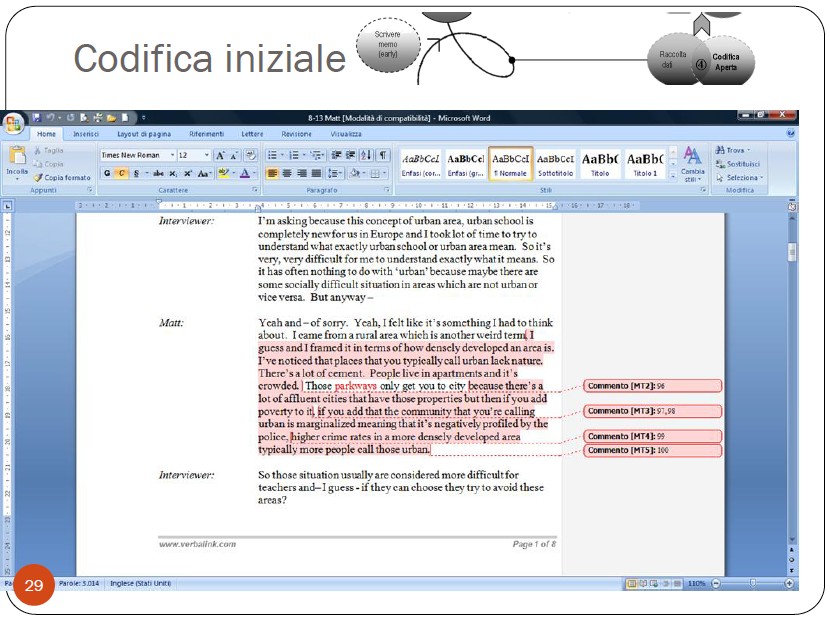 Codifica iniziale
Scrivere
memo
(early)
Raccolta
dati
4
Codifica
Aperta
8-13 Matt [Modalità di compatibilità] - Microsoft Word
Home Inserisci Layout di pagina Riferimenti Lettere Revisione Visualizza
Incolla
Taglia
Copia
Copia formato
Appunti
Times New Roman 12
Carattere
Paragrafo
AaBbCcI AaBbCcI AaBbCcI AaBbCcI AaBb( AaBb(
Enfasi (cor... Enfasi (gr... ¶ Normale Sottotitolo Titolo Titolo 1
Stili
Cambia
stili
Trova
Sostituisci
Seleziona
Modifica
Interviewer: I'm asking because this concept of urban area, urban school is
completely new for us in Europe and I took lot of time to try to
understand what exactly urban school or urban area mean. So it's
very, very difficult for me to understand exactly what it means. So
it has often nothing to do with 'urban' because maybe there are
some socially difficult situation in areas which are not urban or
vice versa. But anyway –
Matt: Yeah and – of sorry. Yeah, I felt like it's something I had to think
about. I came from a rural area which is another weird term, I
guess and I framed it in terms of how densely developed an area is.
I've noticed that places that you typically call urban lack nature.
There's a lot of cement. People live in apartments and it's
crowded. Those parkways only get you to city because there's a
lot of affluent cities that have those properties but then if you add
poverty to it, if you add that the community that you're calling
urban is marginalized meaning that it's negatively profiled by the
police, higher crime rates in a more densely developed area
typically more people call those urban.
Commento [MT2]: 96
Commento [MT3]: 97,98
Commento [MT4]: 99
Commento [MT5]: 100
Interviewer: So those situation usually are considered more difficult for
teachers and– I guess - if they can choose they try to avoid these
areas?
www.verbalink.com Page 1 of 8
29
Parole: 3.014 Inglese (Stati Uniti) 110%